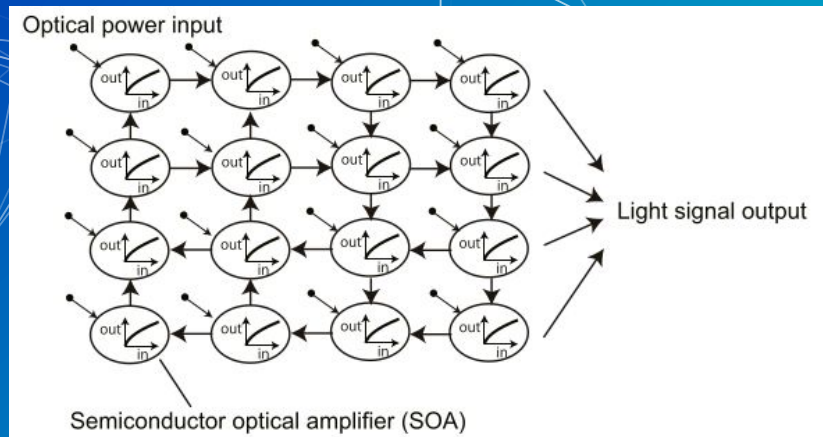 Optical power input
out in out in out in out in
out in out in out in out in
Light signal output
out in out in out in out in
out in out in out in out in
Semiconductor optical amplifier (SOA)